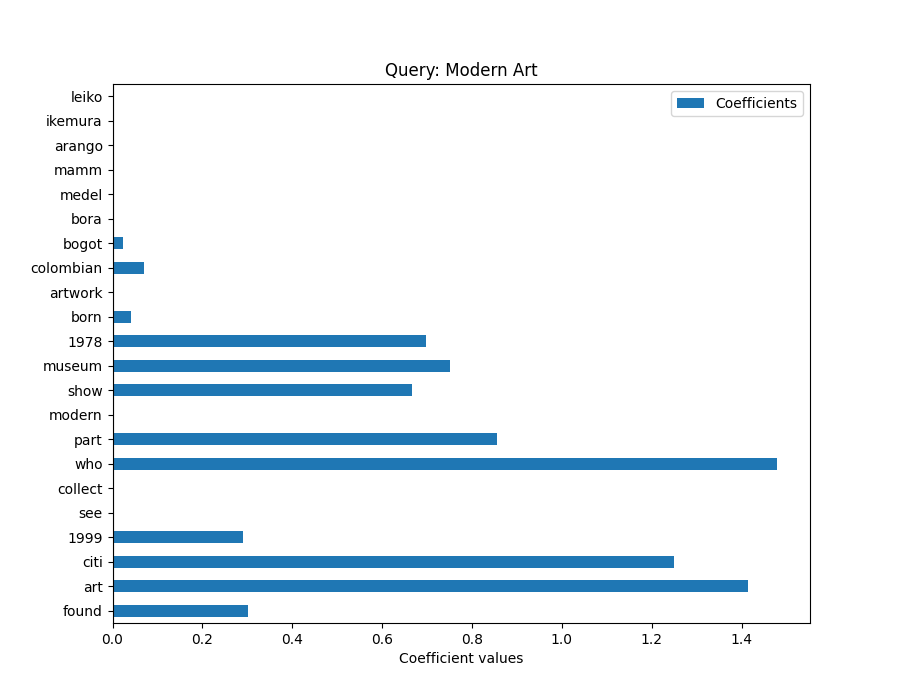 Query: Modern Art
Coefficients
leiko
ikemura
arango
mamm
medel
bora
bogot
colombian
artwork
born
1978
museum
show
modern
part
who
collect
see
1999
citi
art
found
0.0 0.2 0.4 0.6 0.8 1.0 1.2 1.4
Coefficient values